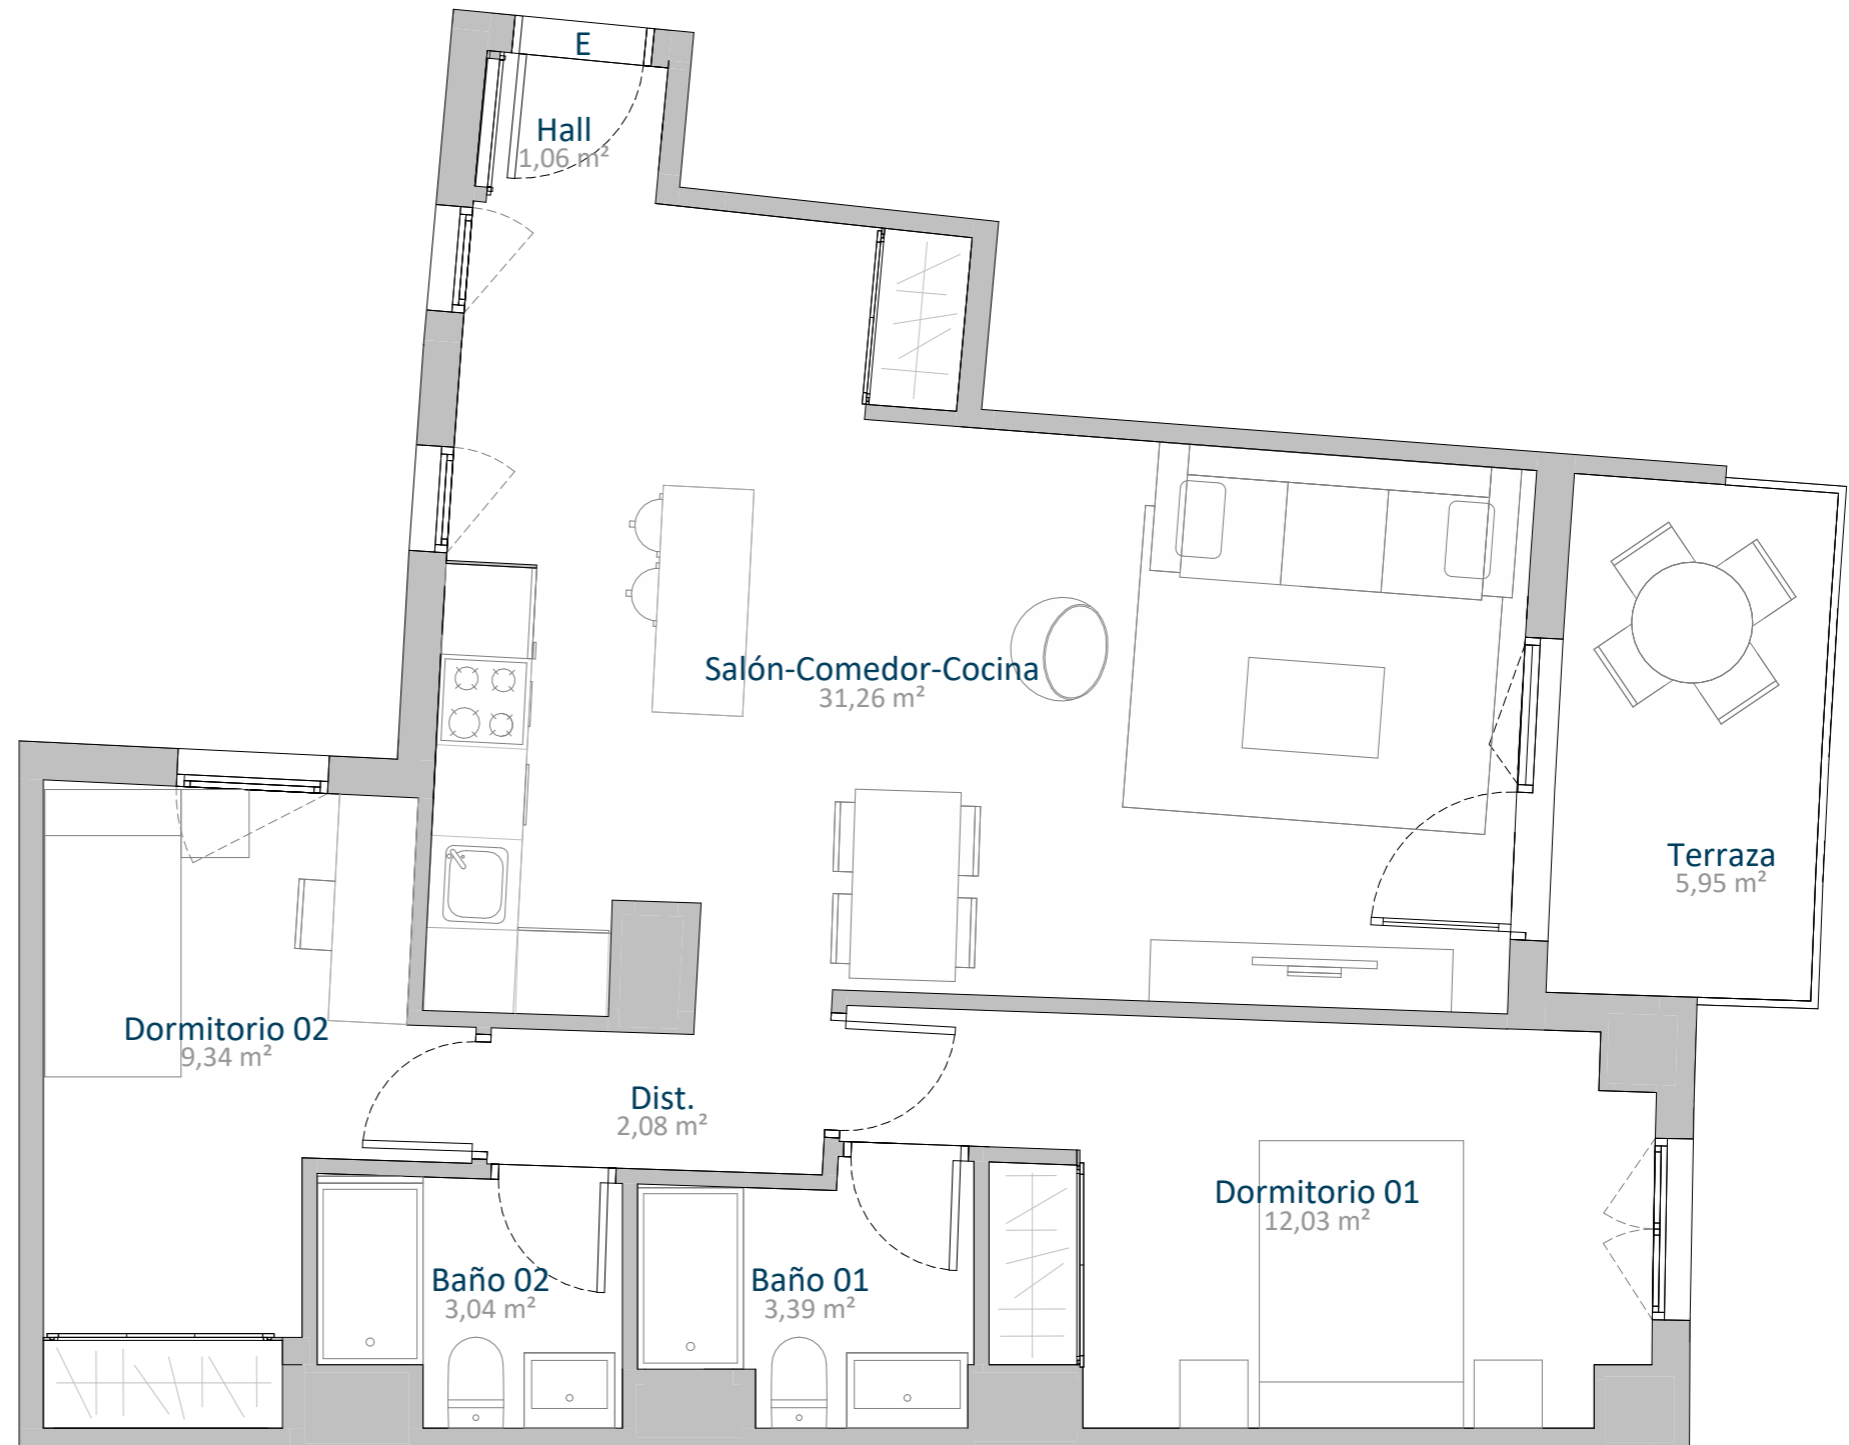 E
Hall
1,06 m²
Salón-Comedor-Cocina
31,26 m²
Terraza
5,95 m²
Dormitorio 02
9,34 m²
Dist.
2,08 m²
Dormitorio 01
12,03 m²
Baño 02
3,04 m²
Baño 01
3,39 m²